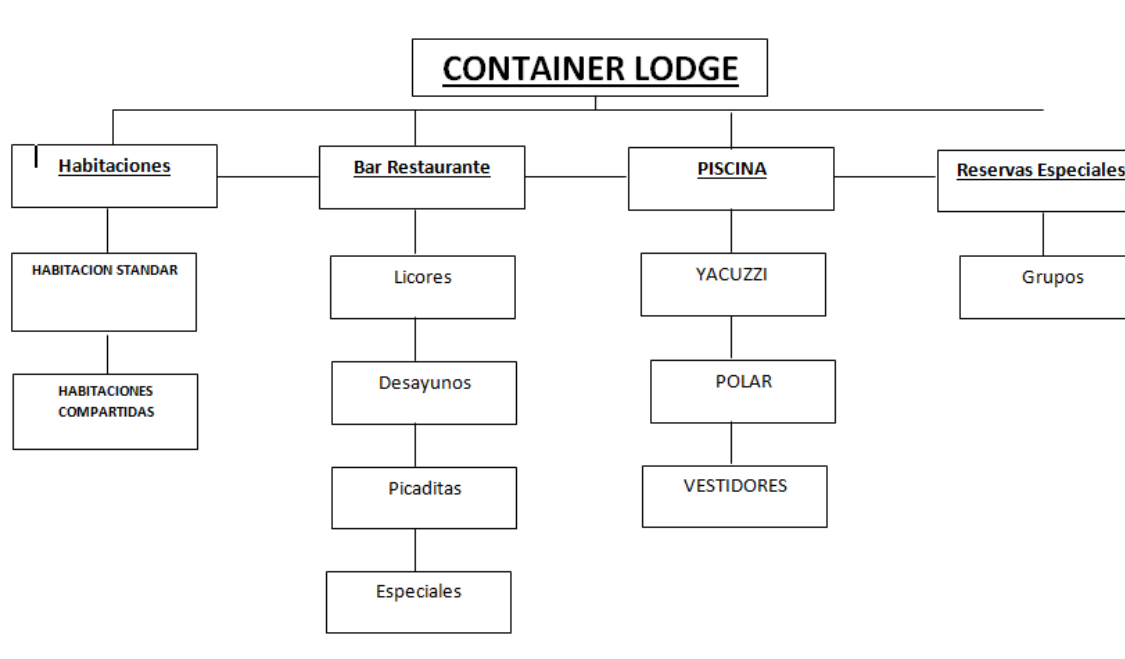 CONTAINER LODGE
Habitaciones
Bar Restaurante
PISCINA
Reservas Especiales
HABITACION STANDAR
Licores
YACUZZI
Grupos
HABITACIONES
COMPARTIDAS
Desayunos
POLAR
Picaditas
VESTIDORES
Especiales